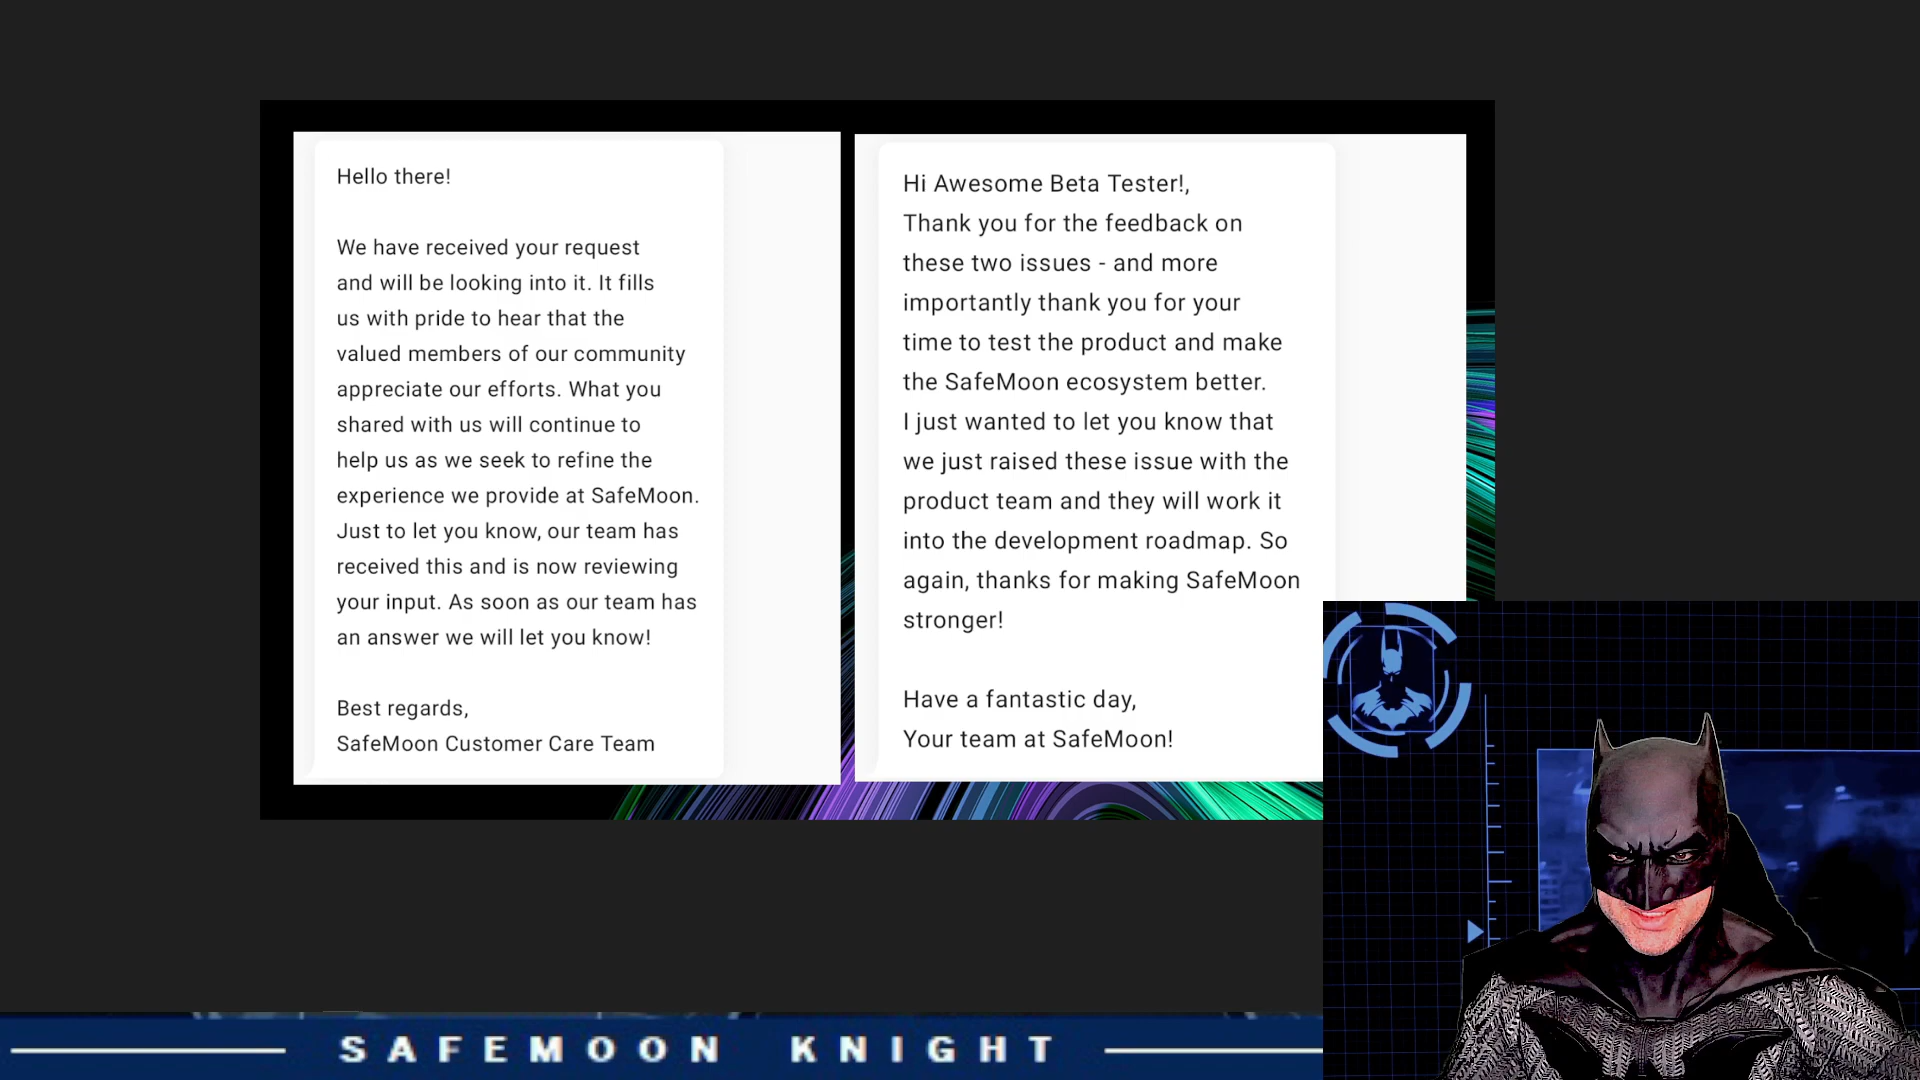 Hello there!
We have received your request
and will be looking into it. It fills
us with pride to hear that the
valued members of our community
appreciate our efforts. What you
shared with us will continue to
help us as we seek to refine the
experience we provide at SafeMoon.
Just to let you know, our team has
received this and is now reviewing
your input. As soon as our team has
an answer we will let you know!
Best regards,
SafeMoon Customer Care Team
Hi Awesome Beta Tester!,
Thank you for the feedback on
these two issues - and more
importantly thank you for your
time to test the product and make
the SafeMoon ecosystem better.
I just wanted to let you know that
we just raised these issue with the
product team and they will work it
into the development roadmap. So
again, thanks for making SafeMoon
stronger!
Have a fantastic day,
Your team at SafeMoon!
SAFEMOON KNIGHT